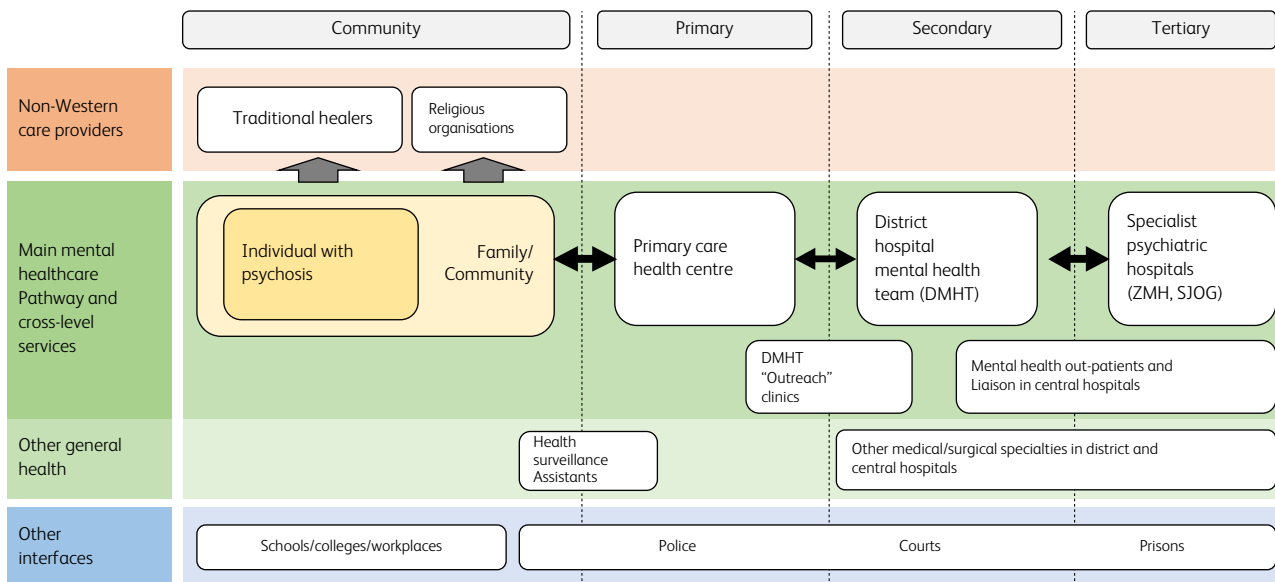 Community
Primary
Secondary
Tertiary
Non-Western
care providers
Traditional healers
Religious
organisations
Main mental
healthcare
Pathway and
cross-level
services
Individual with
psychosis
Family/
Community
Primary care
health centre
District
hospital
mental health
team (DMHT)
Specialist
psychiatric
hospitals
(ZMH, SJOG)
DMHT
“Outreach”
clinics
Mental health out-patients and
Liaison in central hospitals
Other general
health
Health
surveillance
Assistants
Other medical/surgical specialties in district and
central hospitals
Other
interfaces
Schools/colleges/workplaces
Police
Courts
Prisons